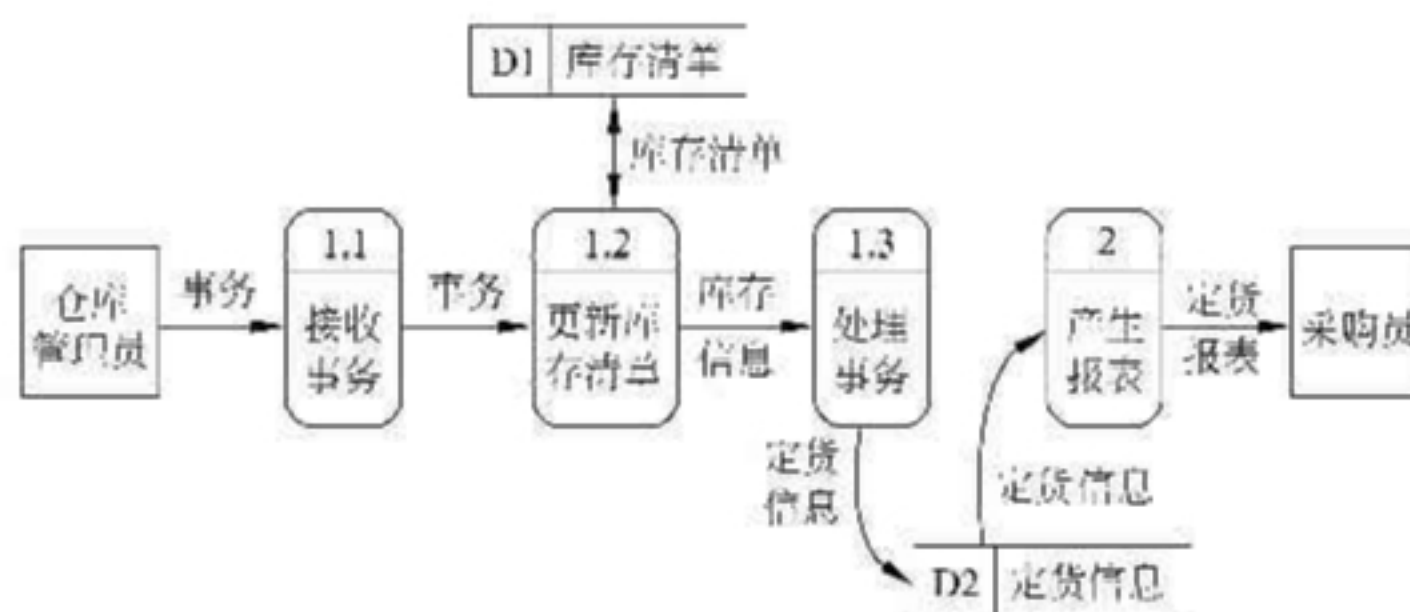 D1 库存清单
库存清单
仓库
管理员
事务
1.1
接收
事务
事务
1.2
更新库
存清单
库存
信息
1.3
处理
事务
定货
信息
D2 定货信息
定货信息
2
产生
报表
定货
报表
采购员